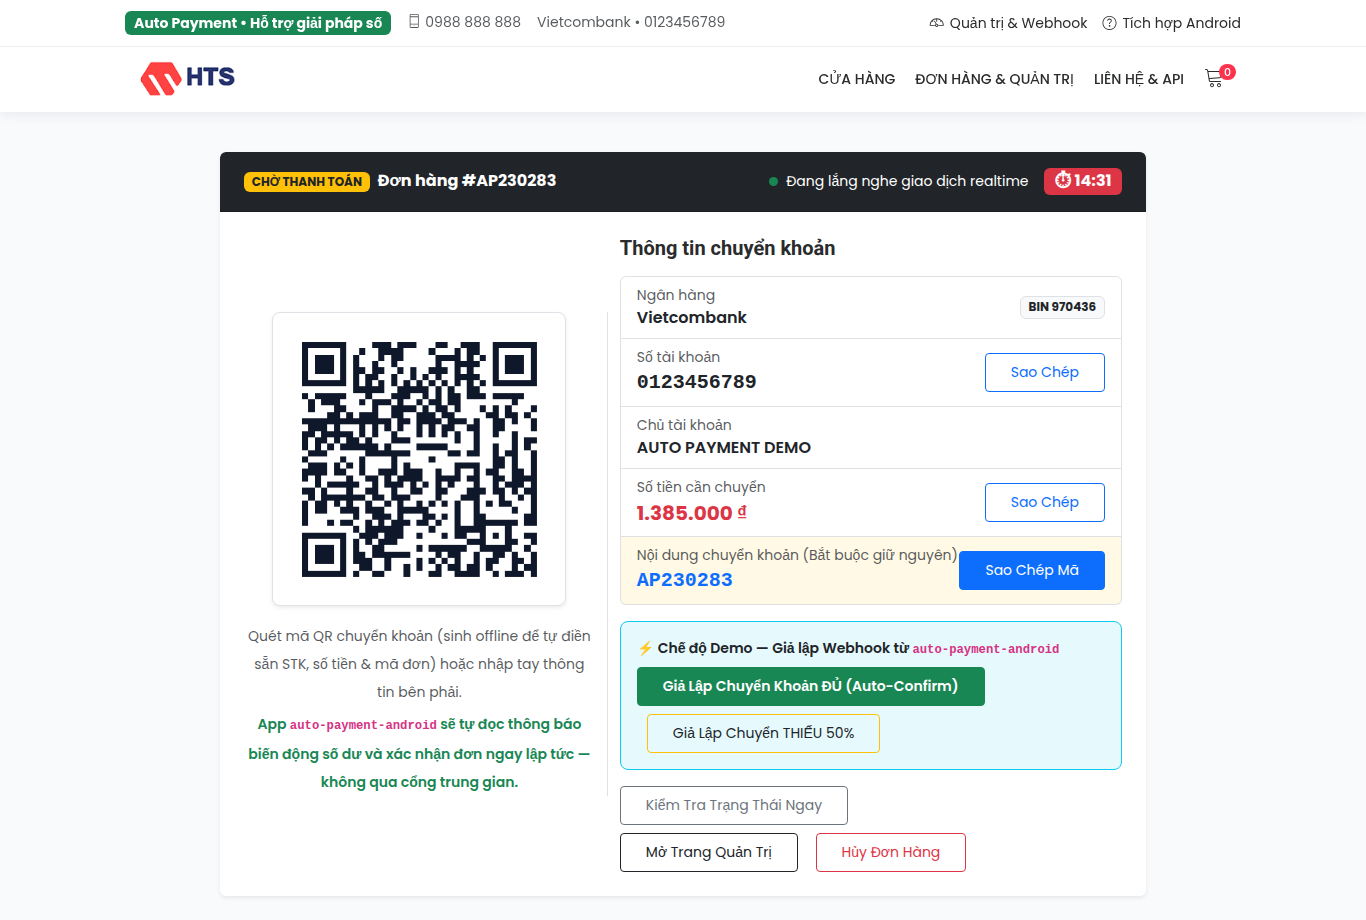 Auto Payment • Hỗ trợ giải pháp số
0988 888 888
Vietcombank • 0123456789
Quản trị & Webhook
Tích hợp Android
HTS
CỬA HÀNG
ĐƠN HÀNG & QUẢN TRỊ
LIÊN HỆ & API
0
CHỜ THANH TOÁN
Đơn hàng #AP230283
Đang lắng nghe giao dịch realtime
14:31
Quét mã QR chuyển khoản (sinh offline để tự điền
sẵn STK, số tiền & mã đơn) hoặc nhập tay thông
tin bên phải.
App auto-payment-android sẽ tự đọc thông báo
biến động số dư và xác nhận đơn ngay lập tức —
không qua cổng trung gian.
Thông tin chuyển khoản
Ngân hàng
Vietcombank
BIN 970436
Số tài khoản
0123456789
Sao Chép
Chủ tài khoản
AUTO PAYMENT DEMO
Số tiền cần chuyển
1.385.000 ₫
Sao Chép
Nội dung chuyển khoản (Bắt buộc giữ nguyên)
AP230283
Sao Chép Mã
⚡ Chế độ Demo — Giả lập Webhook từ auto-payment-android
Giả Lập Chuyển Khoản ĐỦ (Auto-Confirm)
Giả Lập Chuyển THIẾU 50%
Kiểm Tra Trạng Thái Ngay
Mở Trang Quản Trị
Hủy Đơn Hàng